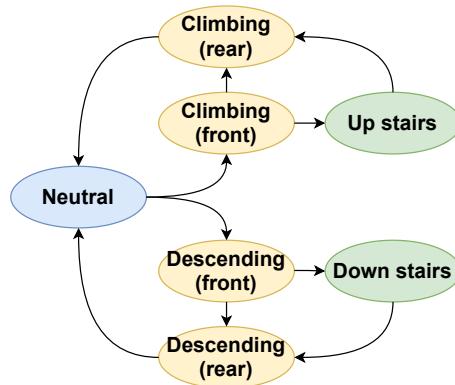 Climbing
(rear)
Climbing
(front)
Up stairs
Neutral
Descending
(front)
Down stairs
Descending
(rear)